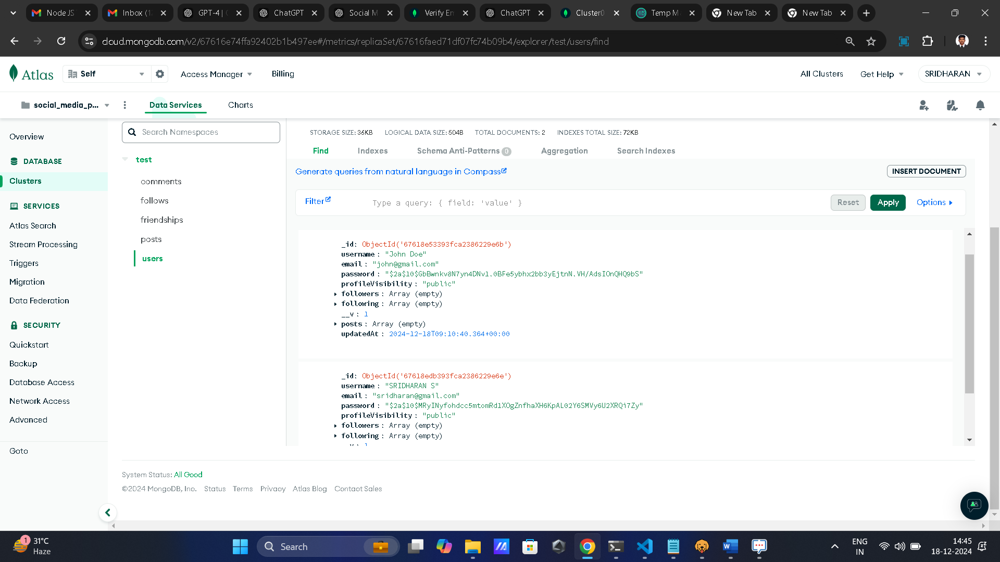 Node JS
Inbox (1
GPT-4 | (
ChatGPT
Social M
Verify Em
ChatGPT
Cluster0
Temp M
New Tab
New Tab
cloud.mongodb.com/v2/67616e74ffa92402b1b497ee#/metrics/replicaSet/67616faed71df07fc74b09b4/explorer/test/users/find
Atlas
Self
Access Manager
Billing
All Clusters
Get Help
SRIDHARAN
social_media_p...
Data Services
Charts
Overview
DATABASE
Clusters
SERVICES
Atlas Search
Stream Processing
Triggers
Migration
Data Federation
SECURITY
Quickstart
Backup
Database Access
Network Access
Advanced
Goto
Search Namespaces
test
comments
follows
friendships
posts
users
STORAGE SIZE: 36KB LOGICAL DATA SIZE: 504B TOTAL DOCUMENTS: 2 INDEXES TOTAL SIZE: 72KB
Find Indexes Schema Anti-Patterns 0 Aggregation Search Indexes
Generate queries from natural language in Compass
INSERT DOCUMENT
Filter
Type a query: { field: 'value' }
Reset
Apply
Options
_id: ObjectId('67618e53393fca2386229e6b')
username : "John Doe"
email : "john@gmail.com"
password : "$2a$10$GbBwnkv8N7yn4DNv1.0BFe5ybhx2bb3yEjtnN.VH/AdsIOnQHQ9bS"
profileVisibility : "public"
followers : Array (empty)
following : Array (empty)
__v : 1
posts : Array (empty)
updatedAt : 2024-12-18T09:10:40.364+00:00
_id: ObjectId('67618edb393fca2386229e6e')
username : "SRIDHARAN S"
email : "sridharan@gmail.com"
password : "$2a$10$MRyINyfohdcc5mtomRd1XOgZnfhaXH6KpAL02Y6SMVy6U2XRQi7Zy"
profileVisibility : "public"
followers : Array (empty)
following : Array (empty)
__v : 1
System Status: All Good
©2024 MongoDB, Inc. Status Terms Privacy Atlas Blog Contact Sales
1
31°C
Haze
Search
ENG
IN
14:45
18-12-2024